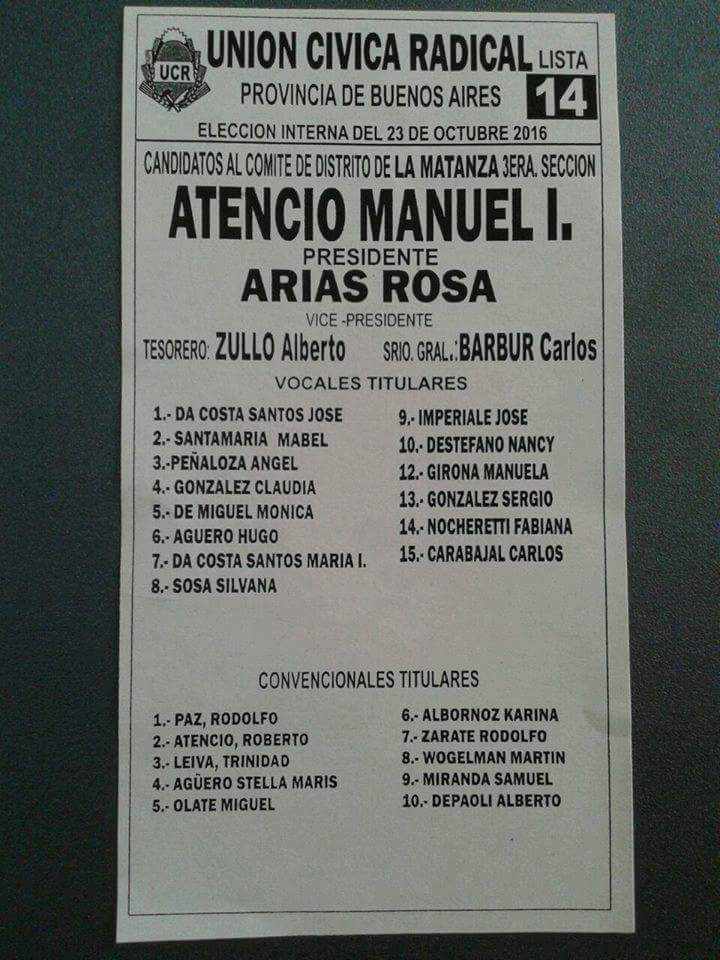 UCR
UNION CIVICA RADICAL LISTA
PROVINCIA DE BUENOS AIRES 14
ELECCION INTERNA DEL 23 DE OCTUBRE 2016
CANDIDATOS AL COMITE DE DISTRITO DE LA MATANZA 3ERA. SECCION
ATENCIO MANUEL I.
PRESIDENTE
ARIAS ROSA
VICE -PRESIDENTE
TESORERO: ZULLO Alberto SRIO. GRAL.:BARBUR Carlos
VOCALES TITULARES
1.- DA COSTA SANTOS JOSE
2.- SANTAMARIA MABEL
3.-PEÑALOZA ANGEL
4.- GONZALEZ CLAUDIA
5.- DE MIGUEL MONICA
6.- AGUERO HUGO
7.- DA COSTA SANTOS MARIA I.
8.- SOSA SILVANA
9.- IMPERIALE JOSE
10.- DESTEFANO NANCY
12.- GIRONA MANUELA
13.- GONZALEZ SERGIO
14.- NOCHERETTI FABIANA
15.- CARABAJAL CARLOS
CONVENCIONALES TITULARES
1.- PAZ, RODOLFO
2.- ATENCIO, ROBERTO
3.- LEIVA, TRINIDAD
4.- AGÜERO STELLA MARIS
5.- OLATE MIGUEL
6.- ALBORNOZ KARINA
7.- ZARATE RODOLFO
8.- WOGELMAN MARTIN
9.- MIRANDA SAMUEL
10.- DEPAOLI ALBERTO